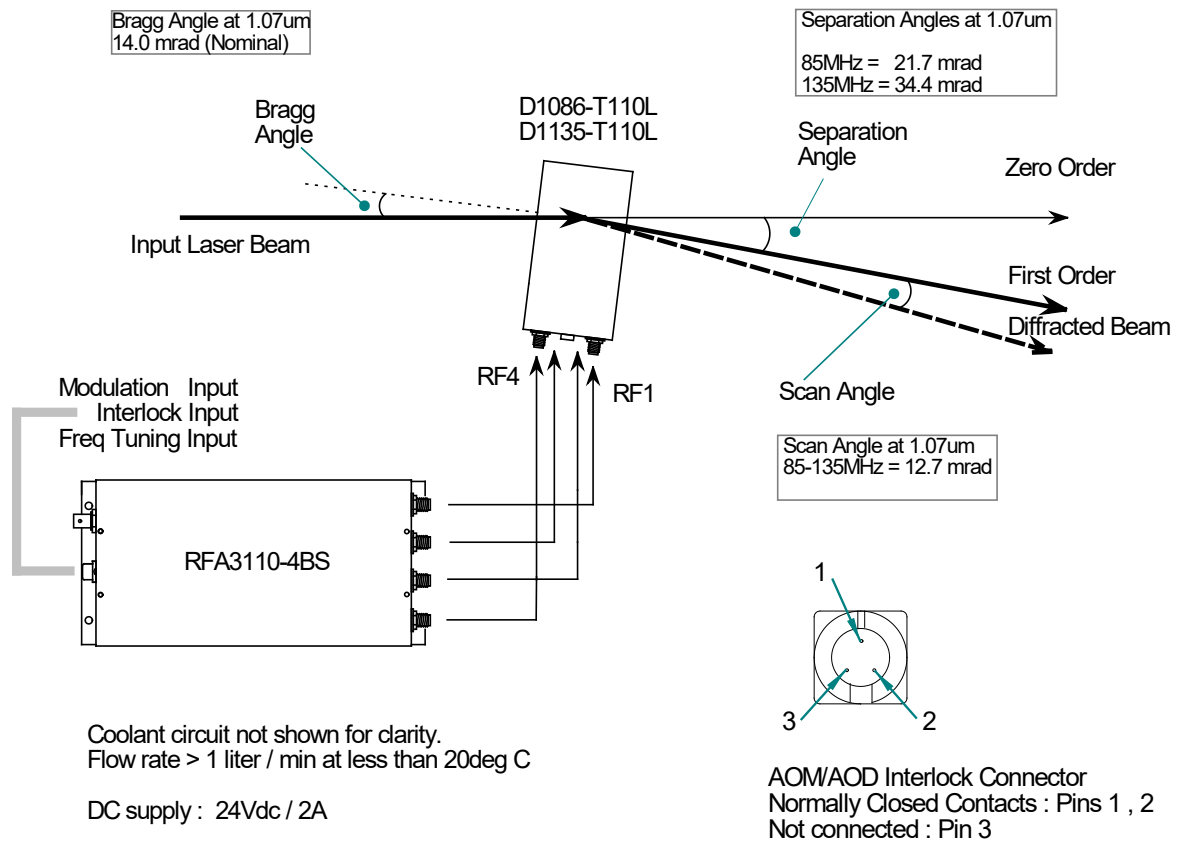 Bragg Angle at 1.07um
14.0 mrad (Nominal)
Separation Angles at 1.07um
85MHz = 21.7 mrad
135MHz = 34.4 mrad
Bragg
Angle
D1086-T110L
D1135-T110L
Separation
Angle
Zero Order
Input Laser Beam
First Order
Diffracted Beam
RF4
RF1
Scan Angle
Modulation Input
Interlock Input
Freq Tuning Input
Scan Angle at 1.07um
85-135MHz = 12.7 mrad
RFA3110-4BS
1
3
2
Coolant circuit not shown for clarity.
Flow rate > 1 liter / min at less than 20deg C
DC supply : 24Vdc / 2A
AOM/AOD Interlock Connector
Normally Closed Contacts : Pins 1 , 2
Not connected : Pin 3